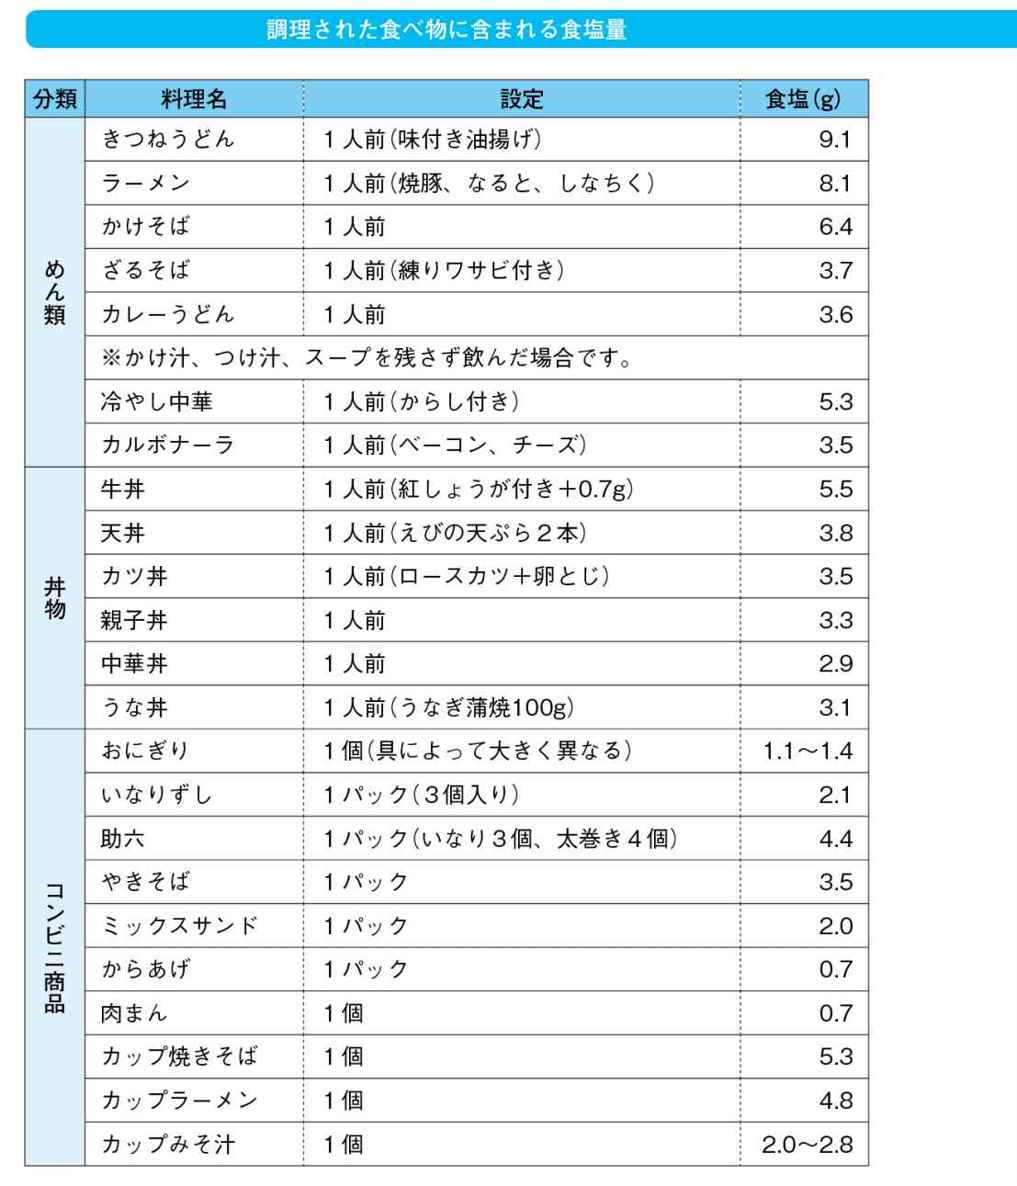 調理された食べ物に含まれる食塩量
分類 料理名 設定 食塩(g)
めん類
きつねうどん 1人前(味付き油揚げ) 9.1
ラーメン 1人前(焼豚、なると、しなちく) 8.1
かけそば 1人前 6.4
ざるそば 1人前(練りワサビ付き) 3.7
カレーうどん 1人前 3.6
※かけ汁、つけ汁、スープを残さず飲んだ場合です。
冷やし中華 1人前(からし付き) 5.3
カルボナーラ 1人前(ベーコン、チーズ) 3.5
丼物
牛丼 1人前(紅しょうが付き+0.7g) 5.5
天丼 1人前(えびの天ぷら2本) 3.8
カツ丼 1人前(ロースカツ+卵とじ) 3.5
親子丼 1人前 3.3
中華丼 1人前 2.9
うな丼 1人前(うなぎ蒲焼100g) 3.1
コンビニ商品
おにぎり 1個(具によって大きく異なる) 1.1〜1.4
いなりずし 1パック(3個入り) 2.1
助六 1パック(いなり3個、太巻き4個) 4.4
やきそば 1パック 3.5
ミックスサンド 1パック 2.0
からあげ 1パック 0.7
肉まん 1個 0.7
カップ焼きそば 1個 5.3
カップラーメン 1個 4.8
カップみそ汁 1個 2.0〜2.8